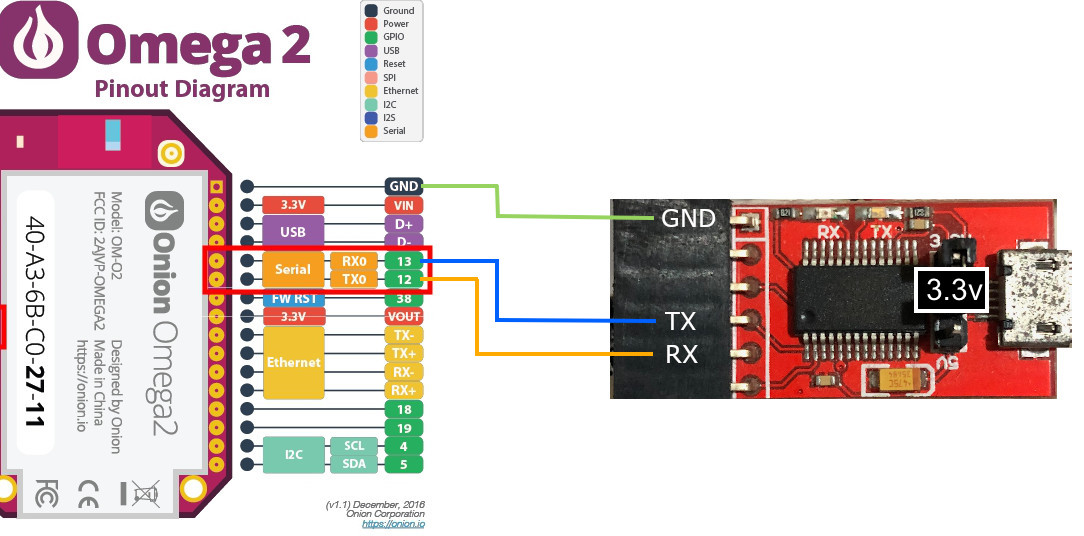 Omega 2
Pinout Diagram
Ground
Power
GPIO
USB
Reset
SPI
Ethernet
I2C
I2S
Serial
40-A3-6B-C0-27-11
Model: OM-O2
FCC ID: 2AJVP-OMEGA2
Designed by Onion
Made in China
https://onion.io
Onion Omega2
FC
CE
GND
3.3V VIN
USB D+
D-
Serial RX0 13
TX0 12
FW RST 38
3.3V VOUT
Ethernet TX-
TX+
RX-
RX+
18
19
I2C SCL 4
SDA 5
(v1.1) December, 2016
Onion Corporation
https://onion.io
GND
TX
RX
RX
TX
3.3v
5V